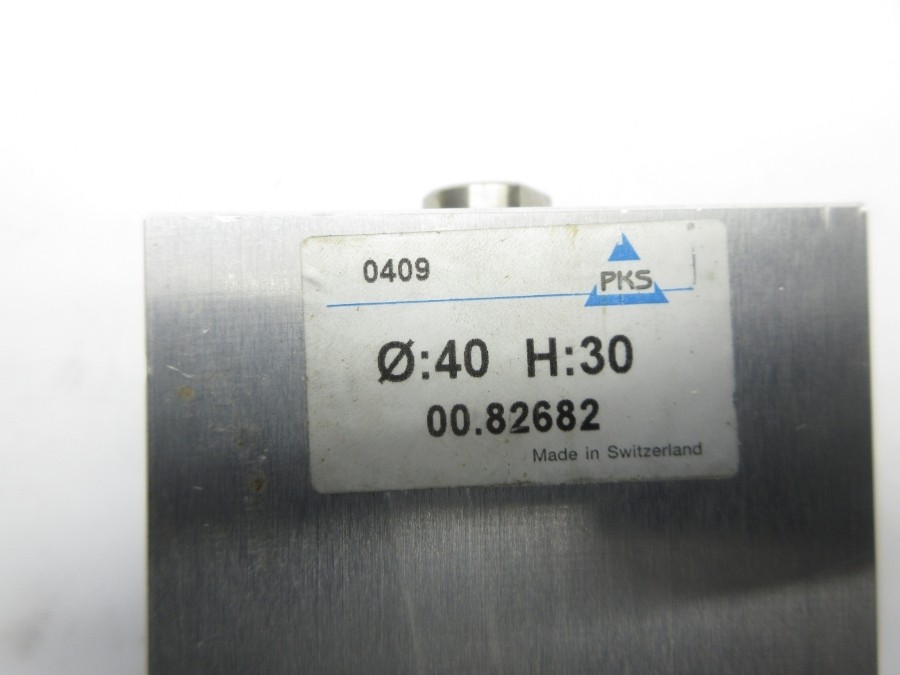 0409
PKS
Ø:40 H:30
00.82682
Made in Switzerland